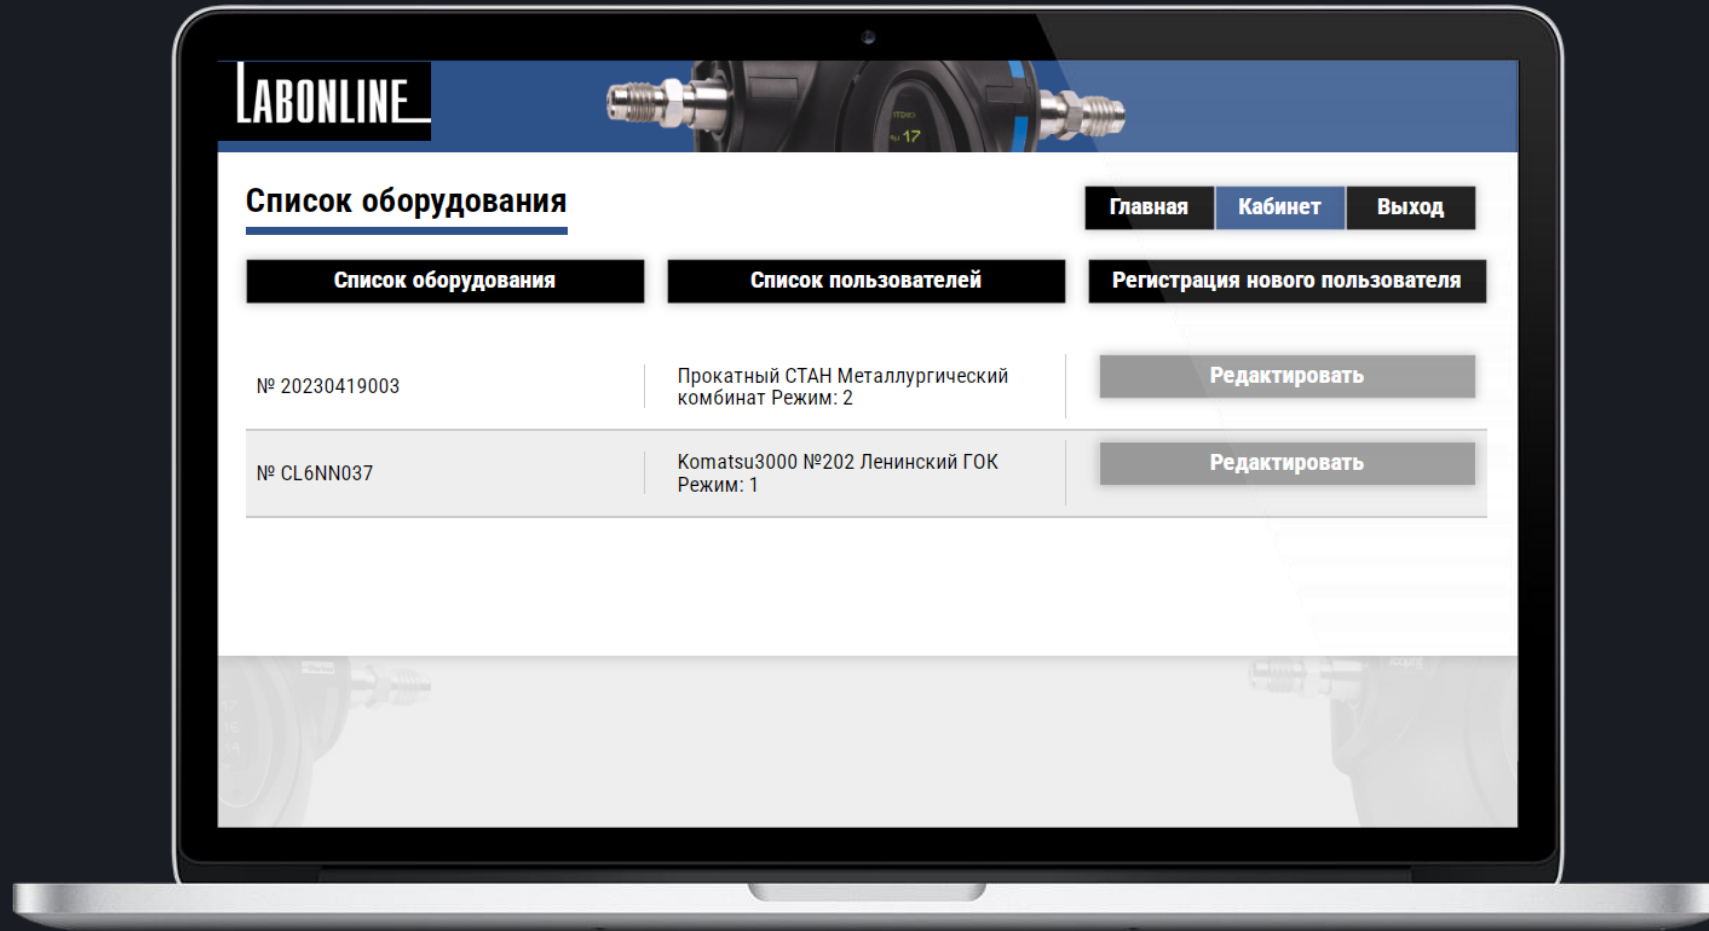 LABONLINE
17
Список оборудования
Главная
Кабинет
Выход
Список оборудования
Список пользователей
Регистрация нового пользователя
№ 20230419003
Прокатный СТАН Металлургический
комбинат Режим: 2
Редактировать
№ CL6NN037
Komatsu3000 №202 Ленинский ГОК
Режим: 1
Редактировать